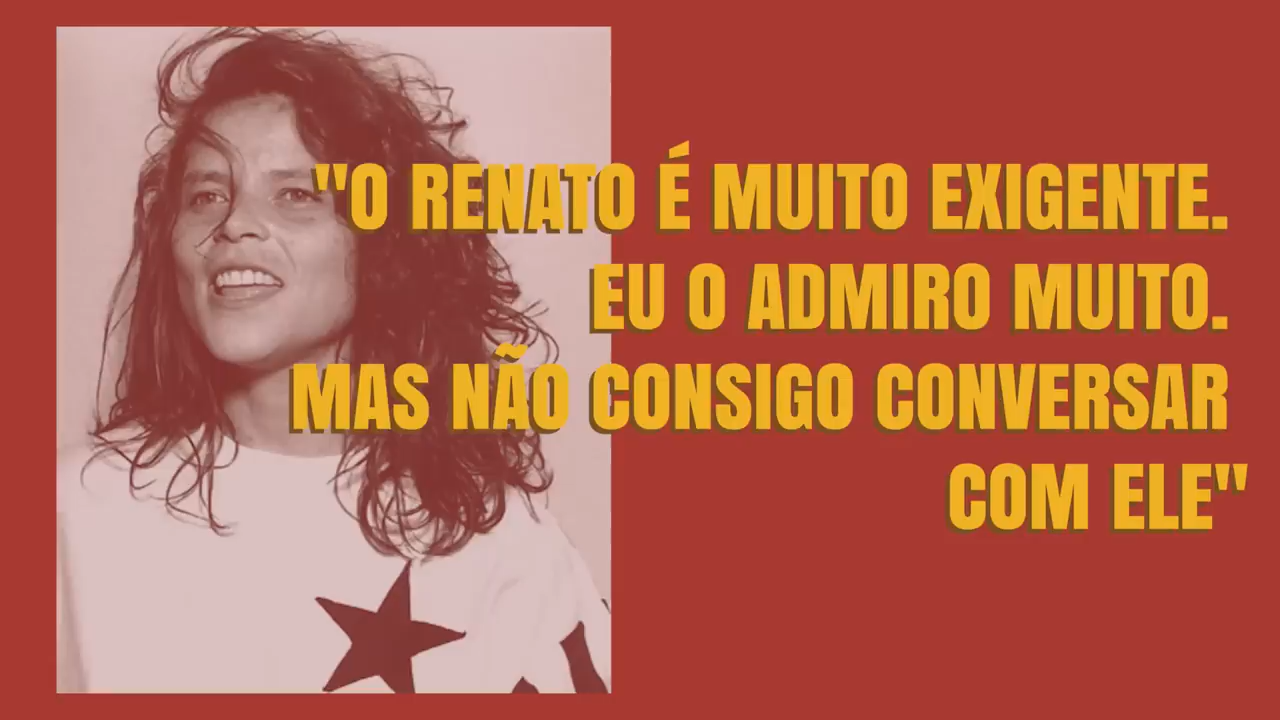 "O RENATO É MUITO EXIGENTE.
EU O ADMIRO MUITO.
MAS NÃO CONSIGO CONVERSAR
COM ELE"